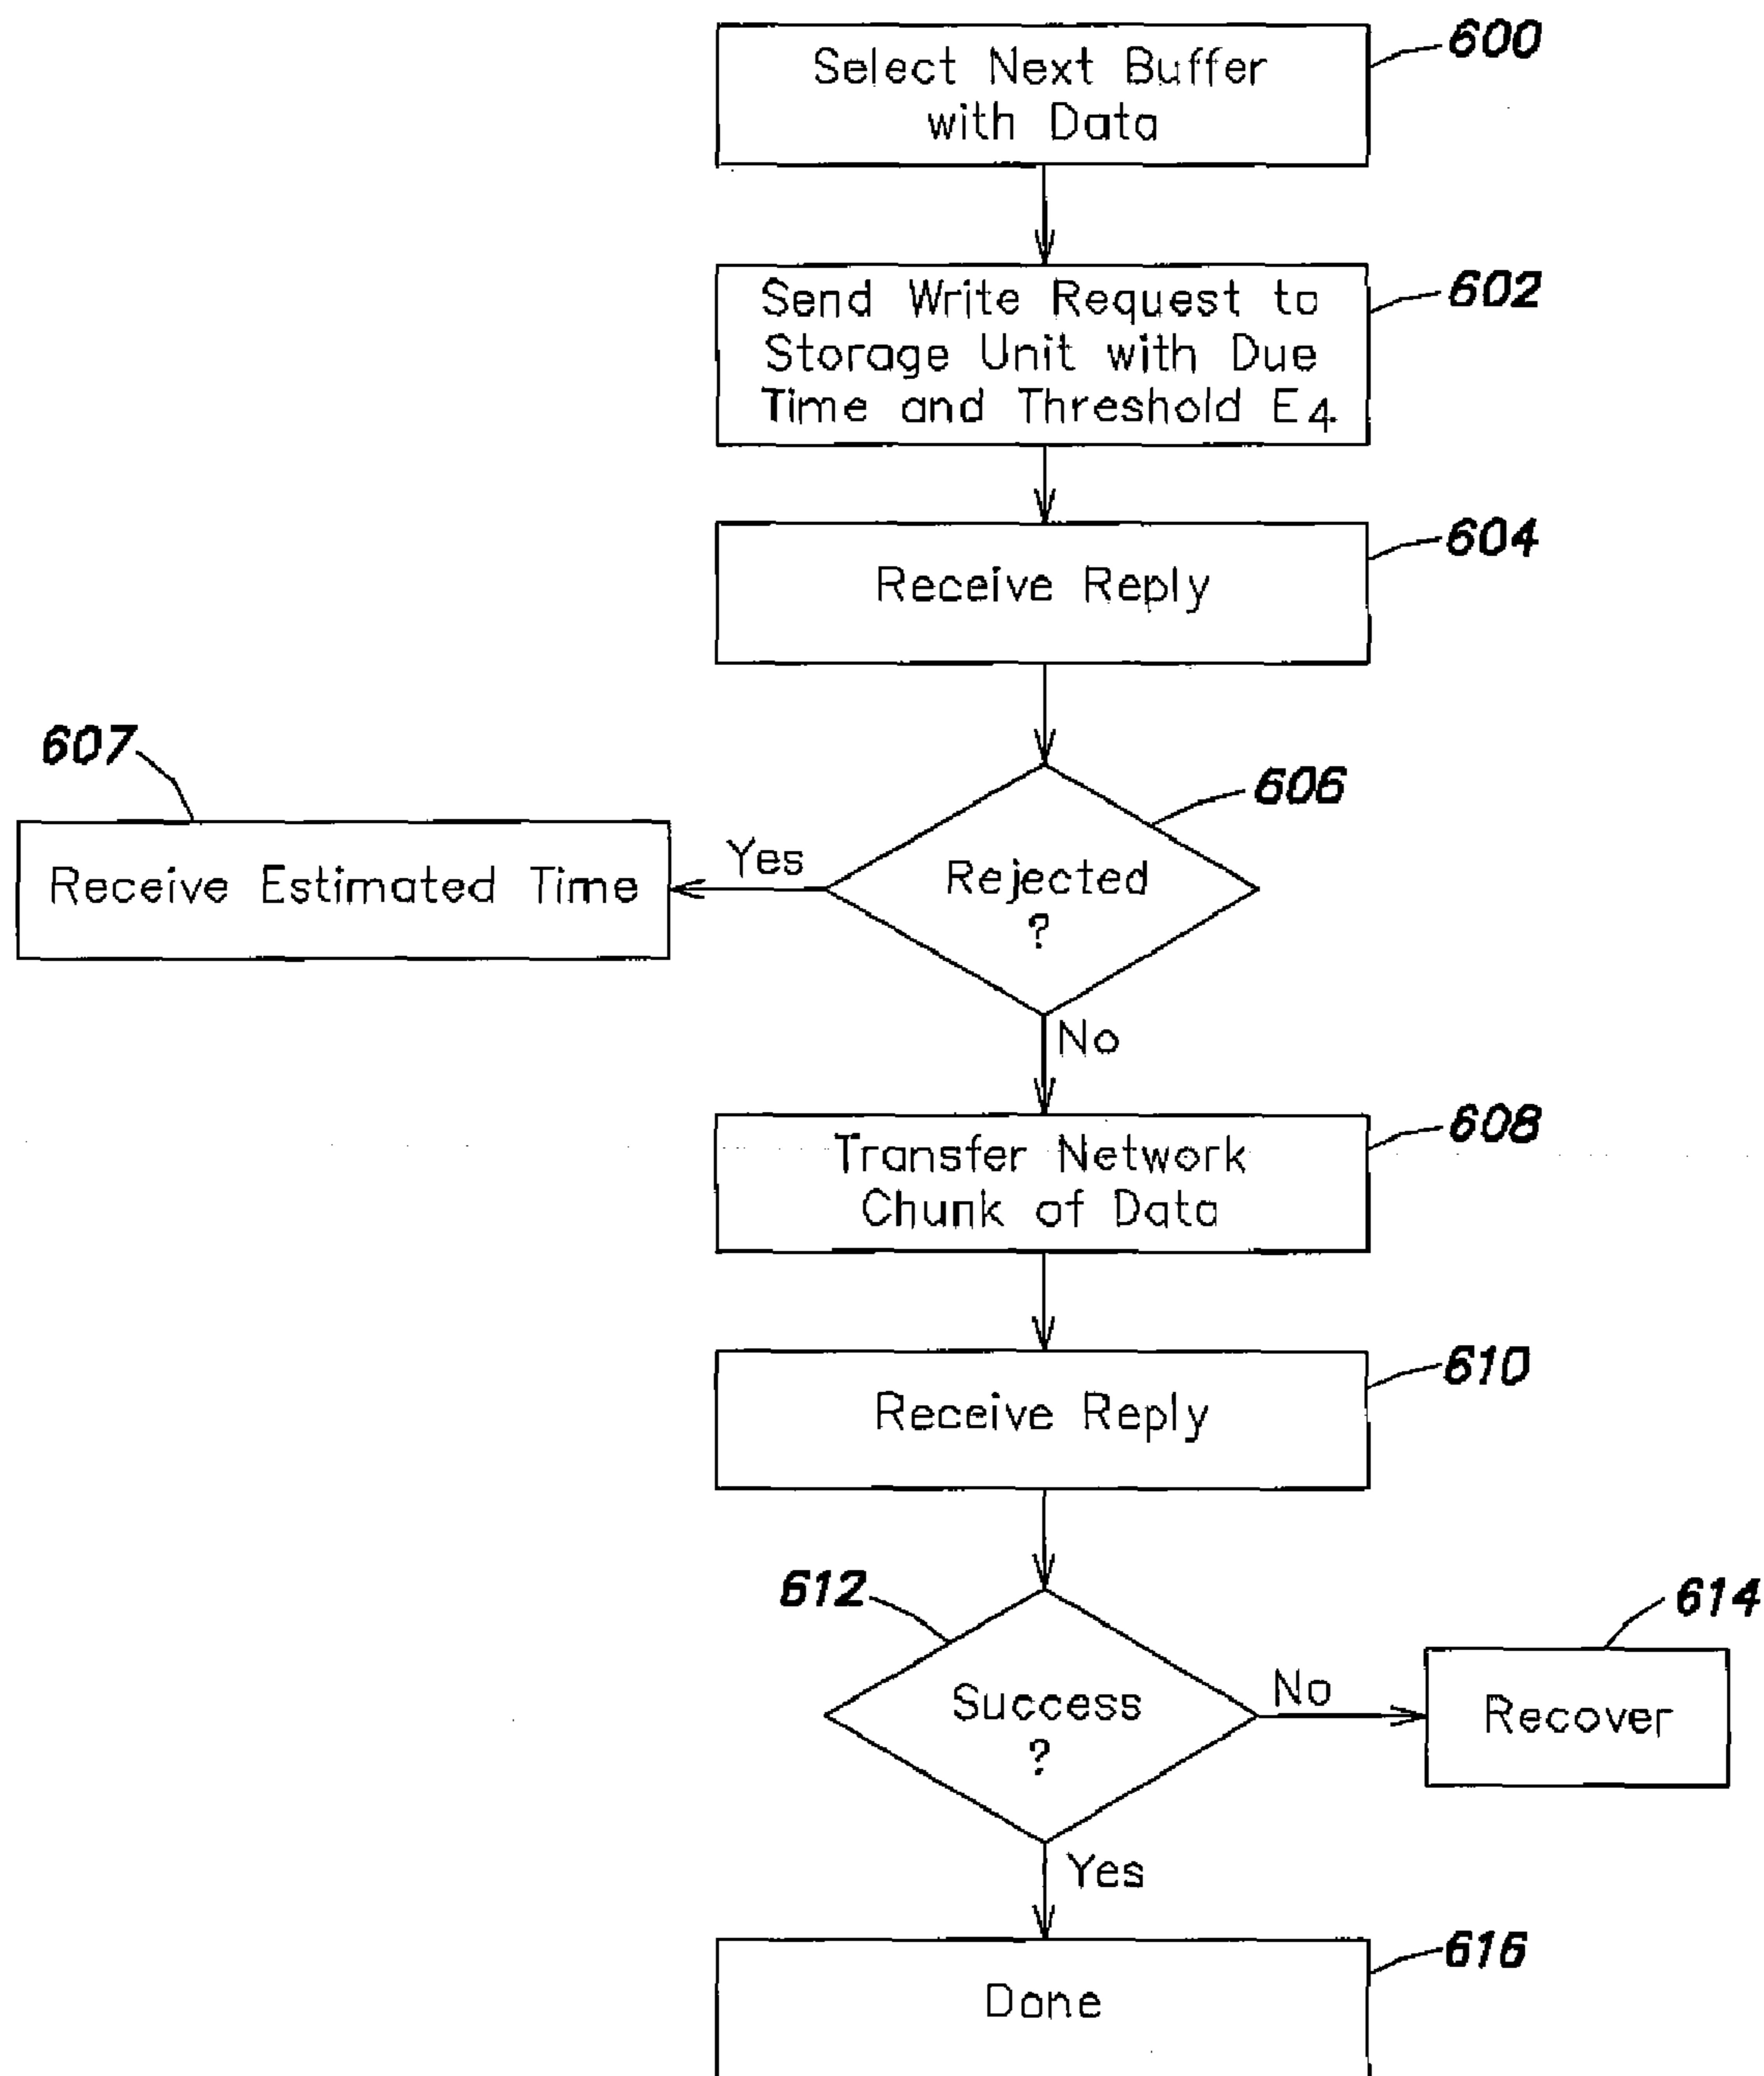 600
Select Next Buffer
with Data
602
Send Write Request to
Storage Unit with Due
Time and Threshold E4
604
Receive Reply
607
606
Receive Estimated Time
Yes
Rejected
?
No
608
Transfer Network
Chunk of Data
610
Receive Reply
612
614
Success
?
No
Recover
Yes
616
Done